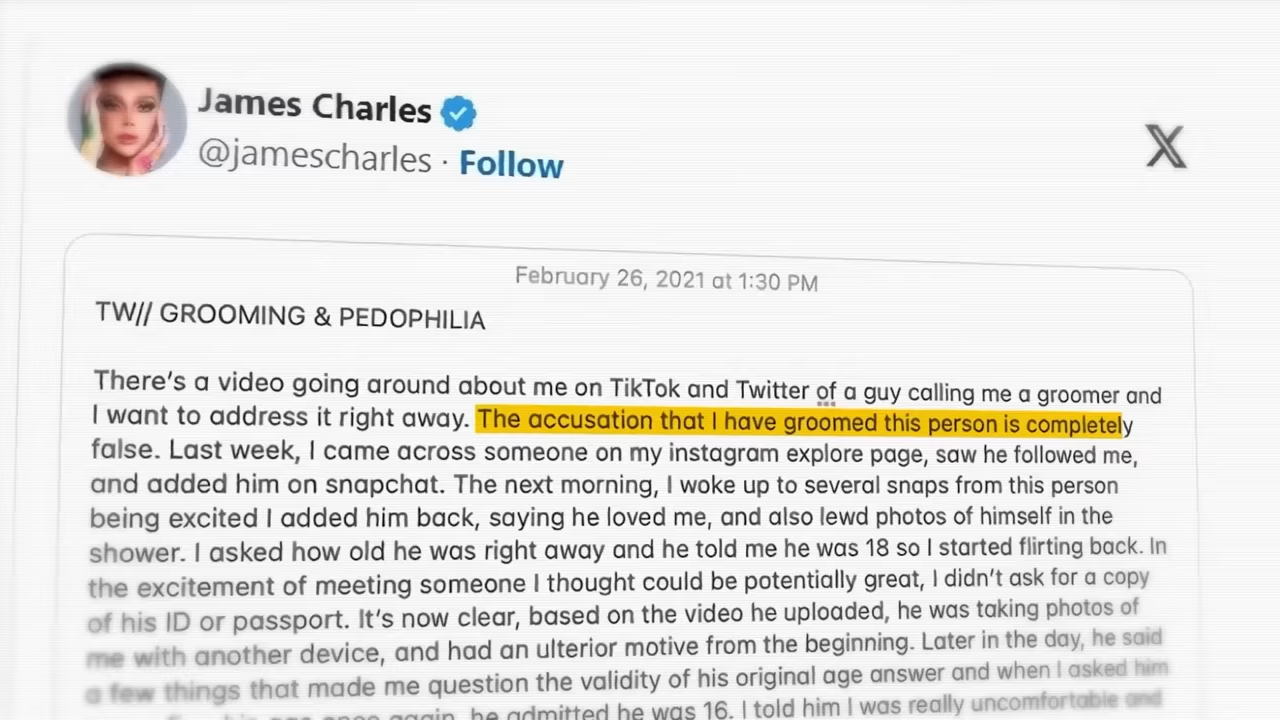 James Charles
@jamescharles · Follow
February 26, 2021 at 1:30 PM
TW// GROOMING & PEDOPHILIA
There's a video going around about me on TikTok and Twitter of a guy calling me a groomer and
I want to address it right away. The accusation that I have groomed this person is completely
false. Last week, I came across someone on my instagram explore page, saw he followed me,
and added him on snapchat. The next morning, I woke up to several snaps from this person
being excited I added him back, saying he loved me, and also lewd photos of himself in the
shower. I asked how old he was right away and he told me he was 18 so I started flirting back. In
the excitement of meeting someone I thought could be potentially great, I didn't ask for a copy
of his ID or passport. It's now clear, based on the video he uploaded, he was taking photos of
me with another device, and had an ulterior motive from the beginning. Later in the day, he said
a few things that made me question the validity of his original age answer and when I asked him
his age once again, he admitted he was 16. I told him I was really uncomfortable and